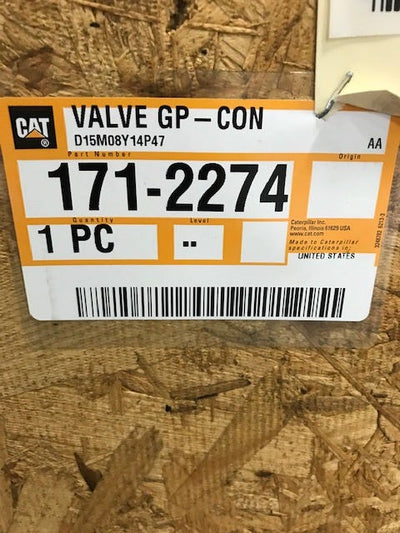 CAT
®
VALVE GP – CON
D15M08Y14P47
AA
Part Number
Origin
171-2274
Quantity
Level
1 PC
--
Caterpillar Inc.
Peoria, Illinois 61629 USA
www.cat.com
Made to Caterpillar
specifications in:
UNITED STATES